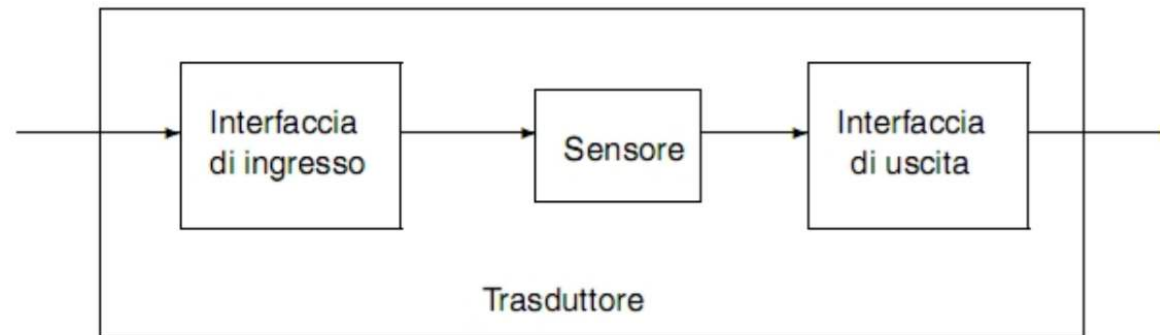 Interfaccia
di ingresso
Sensore
Interfaccia
di uscita
Trasduttore